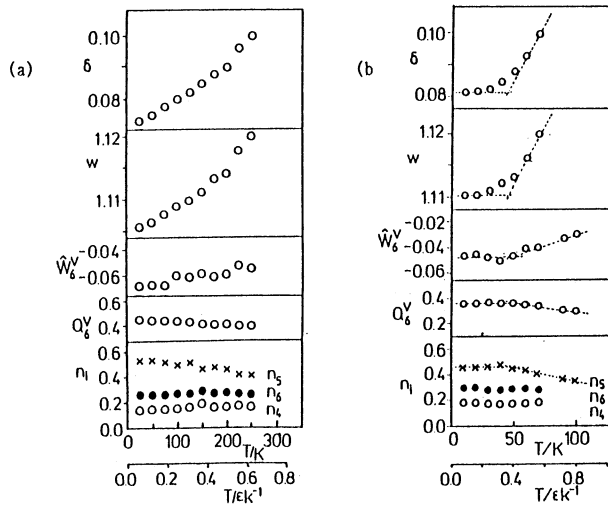 (a)
δ
0.10
0.08
w
1.12
1.11
Ŵ₆ⱽ
-0.04
-0.06
Q₆ⱽ
0.6
0.4
nᵢ
0.6
0.4
0.2
0.0
n₅
n₆
n₄
0 100 200 300
T/K
0.0 0.2 0.4 0.6 0.8
T/εk⁻¹
(b)
δ
0.10
0.08
w
1.12
1.11
Ŵ₆ⱽ
-0.02
-0.04
-0.06
Q₆ⱽ
0.4
0.2
nᵢ
0.6
0.4
0.2
0.0
n₅
n₆
n₄
0 50 100
T/K
0.0 0.2 0.4
T/εk⁻¹